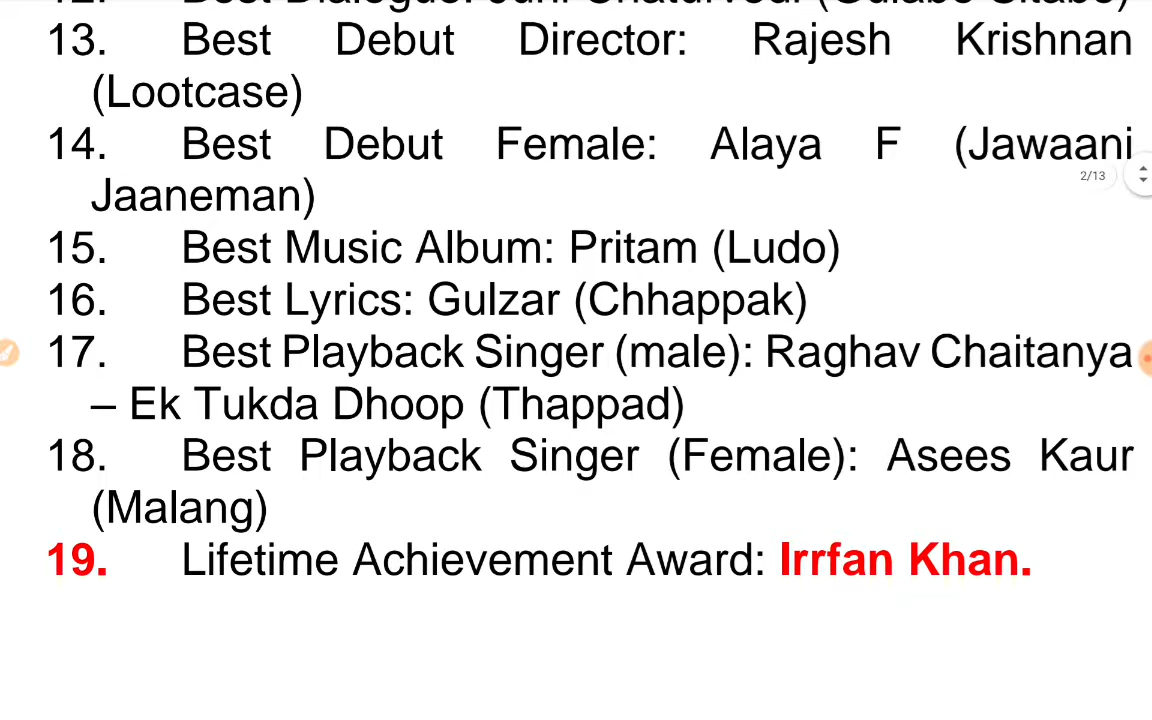 13. Best Debut Director: Rajesh Krishnan
(Lootcase)
14. Best Debut Female: Alaya F (Jawaani
2/13
Jaaneman)
15. Best Music Album: Pritam (Ludo)
16. Best Lyrics: Gulzar (Chhappak)
17. Best Playback Singer (male): Raghav Chaitanya
– Ek Tukda Dhoop (Thappad)
18. Best Playback Singer (Female): Asees Kaur
(Malang)
19. Lifetime Achievement Award: Irrfan Khan.